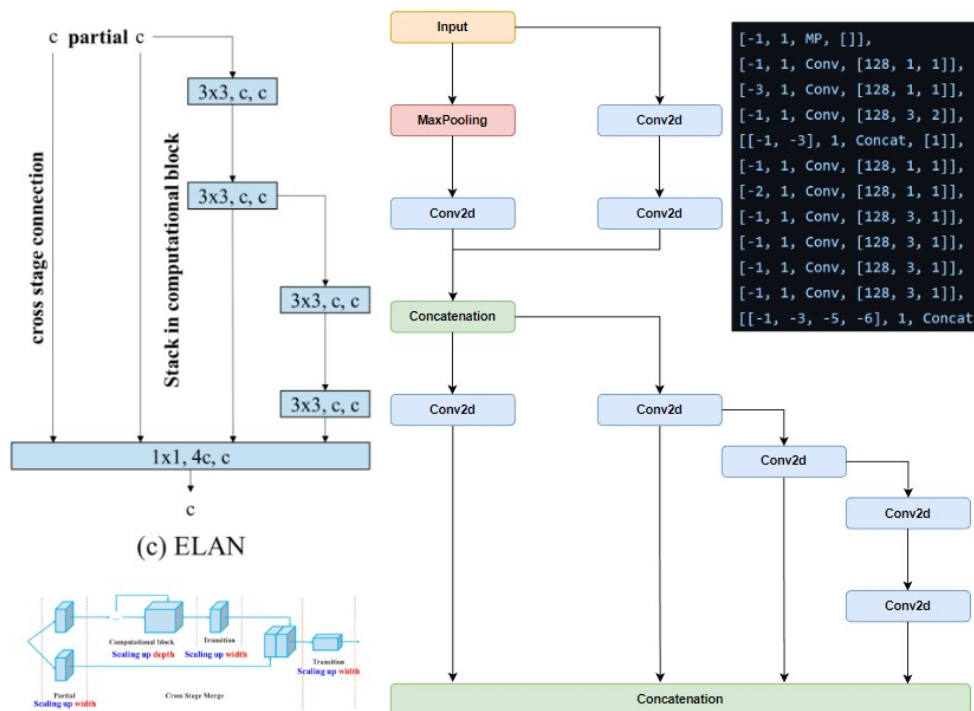 c partial c
3x3, c, c
3x3, c, c
3x3, c, c
3x3, c, c
cross stage connection
Stack in computational block
1x1, 4c, c
c
(c) ELAN
Computational block
Scaling up depth
Transition
Scaling up width
Transition
Scaling up width
Partial
Scaling up width
Cross Stage Merge
Input
MaxPooling
Conv2d
Conv2d
Conv2d
Concatenation
Conv2d
Conv2d
Conv2d
Conv2d
Conv2d
Concatenation
[-1, 1, MP, []],
[-1, 1, Conv, [128, 1, 1]],
[-3, 1, Conv, [128, 1, 1]],
[-1, 1, Conv, [128, 3, 2]],
[[-1, -3], 1, Concat, [1]],
[-1, 1, Conv, [128, 1, 1]],
[-2, 1, Conv, [128, 1, 1]],
[-1, 1, Conv, [128, 3, 1]],
[-1, 1, Conv, [128, 3, 1]],
[-1, 1, Conv, [128, 3, 1]],
[-1, 1, Conv, [128, 3, 1]],
[[-1, -3, -5, -6], 1, Concat